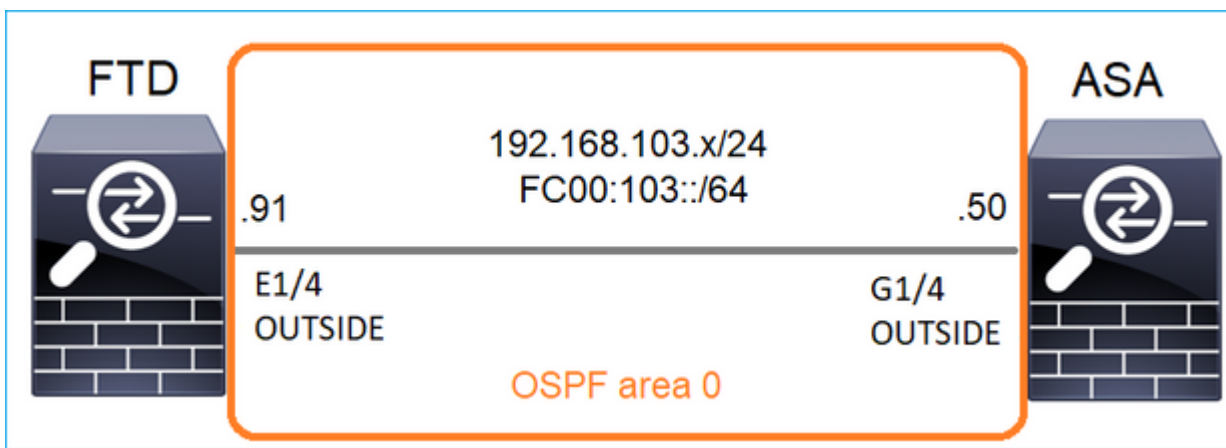 FTD
ASA
192.168.103.x/24
FC00:103::/64
.91
.50
E1/4
OUTSIDE
G1/4
OUTSIDE
OSPF area 0